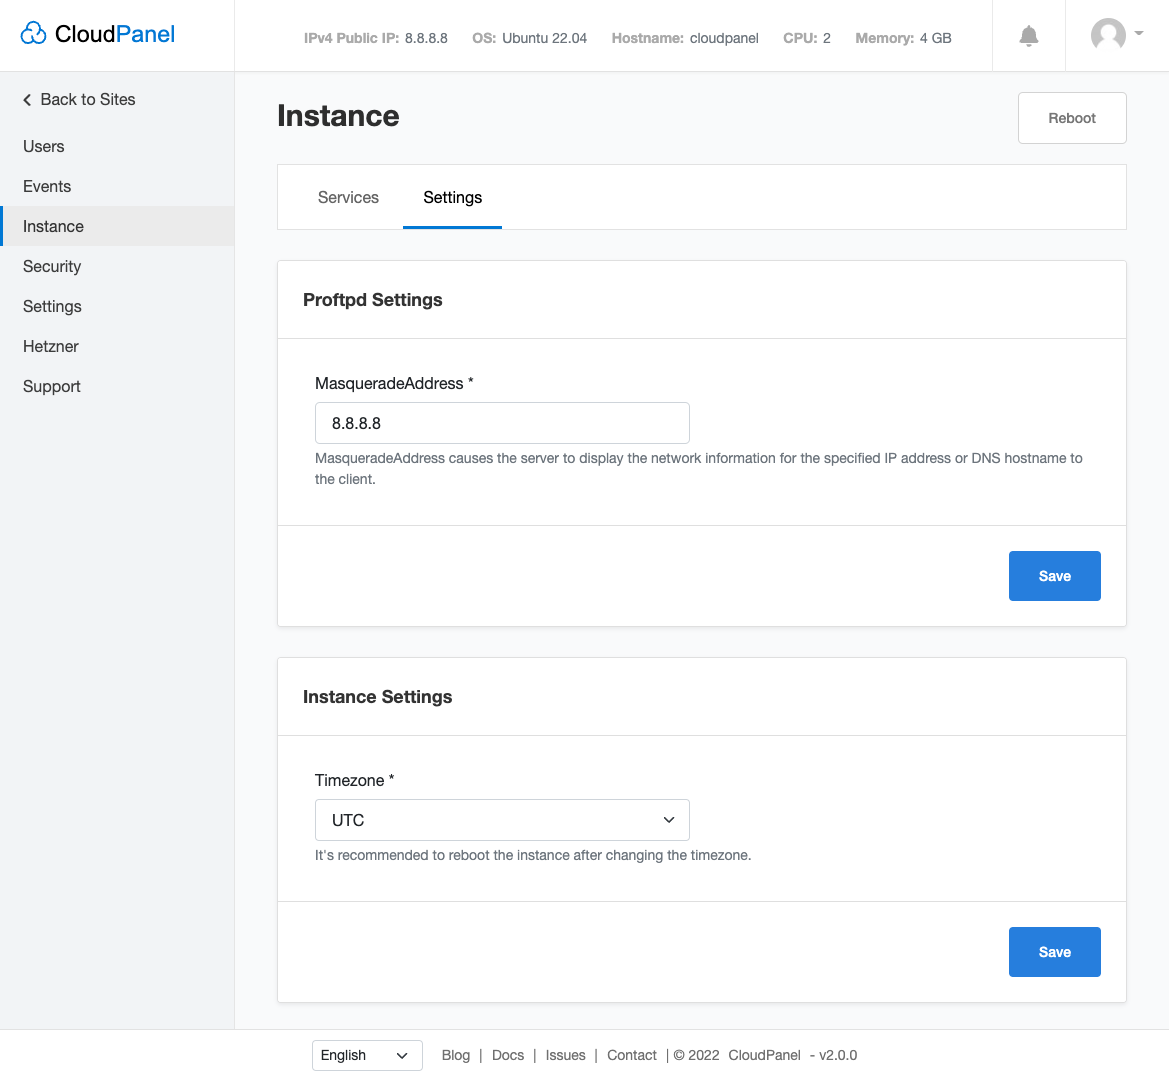 CloudPanel
IPv4 Public IP: 8.8.8.8 OS: Ubuntu 22.04 Hostname: cloudpanel CPU: 2 Memory: 4 GB
Back to Sites
Users
Events
Instance
Security
Settings
Hetzner
Support
Instance
Reboot
Services Settings
Proftpd Settings
MasqueradeAddress *
8.8.8.8
MasqueradeAddress causes the server to display the network information for the specified IP address or DNS hostname to
the client.
Save
Instance Settings
Timezone *
UTC
It's recommended to reboot the instance after changing the timezone.
Save
English Blog | Docs | Issues | Contact | © 2022 CloudPanel - v2.0.0